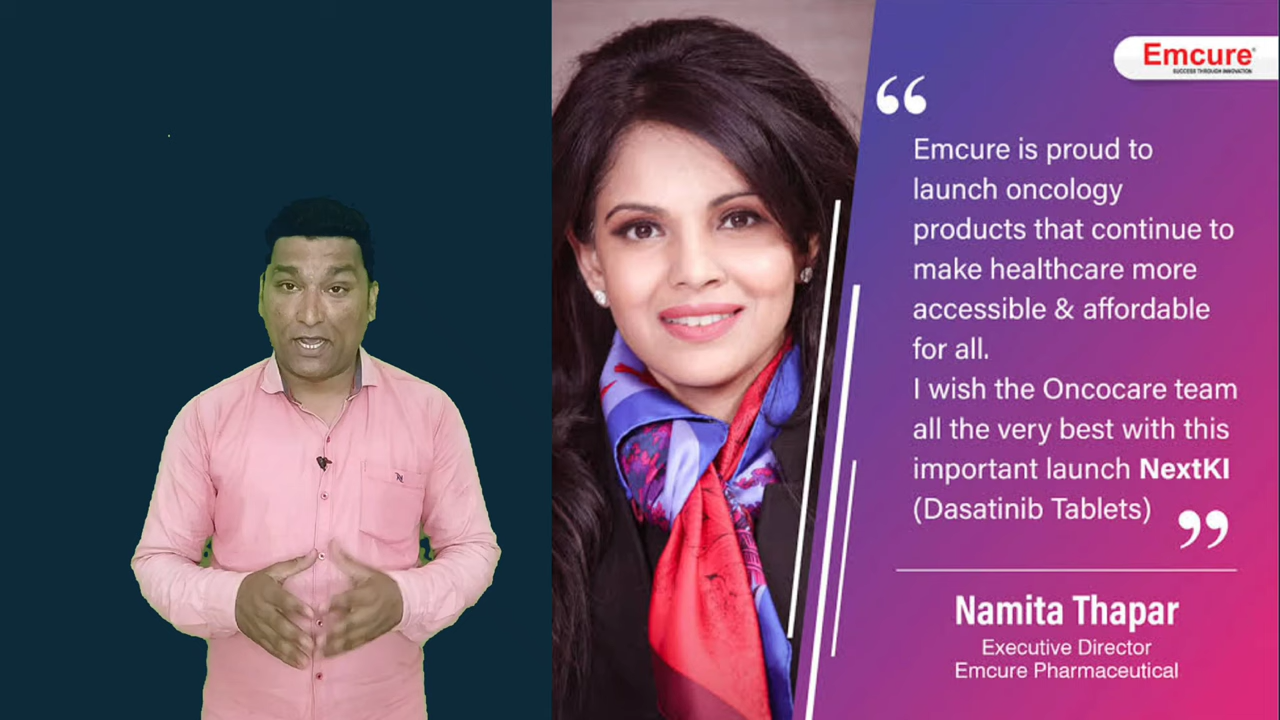 Emcure
SUCCESS THROUGH INNOVATION
“
Emcure is proud to
launch oncology
products that continue to
make healthcare more
accessible & affordable
for all.
I wish the Oncocare team
all the very best with this
important launch NextKI
(Dasatinib Tablets)
”
Namita Thapar
Executive Director
Emcure Pharmaceutical